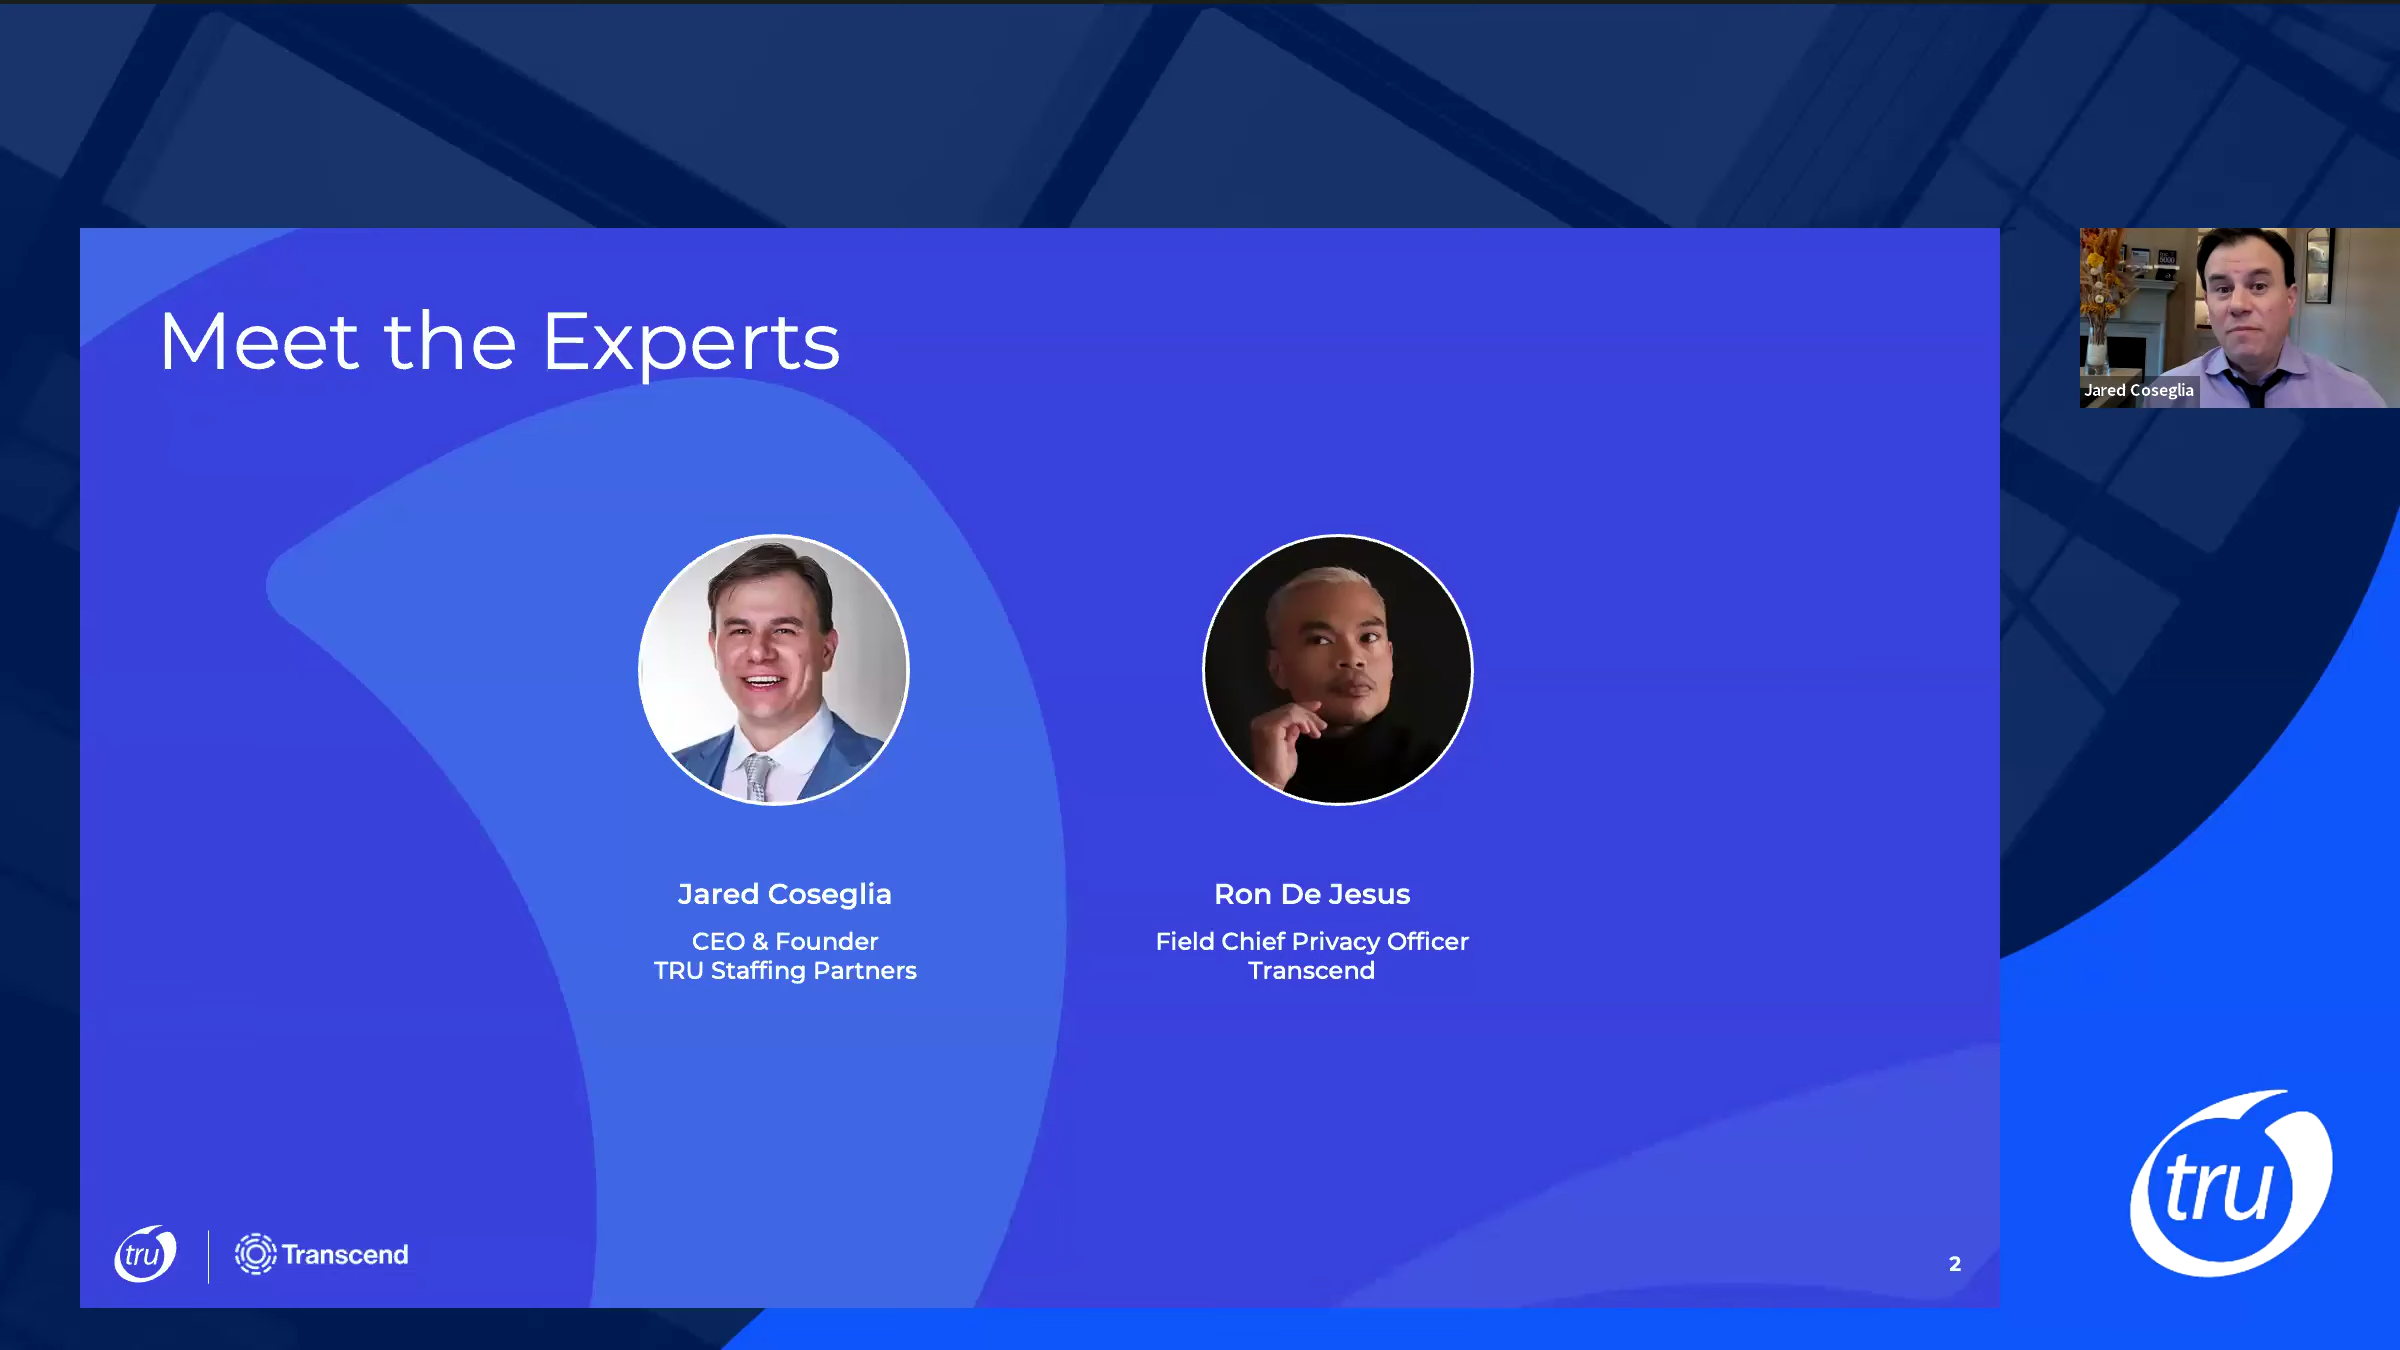 Meet the Experts
Jared Coseglia
Jared Coseglia
CEO & Founder
TRU Staffing Partners
Ron De Jesus
Field Chief Privacy Officer
Transcend
tru
Transcend
2
tru